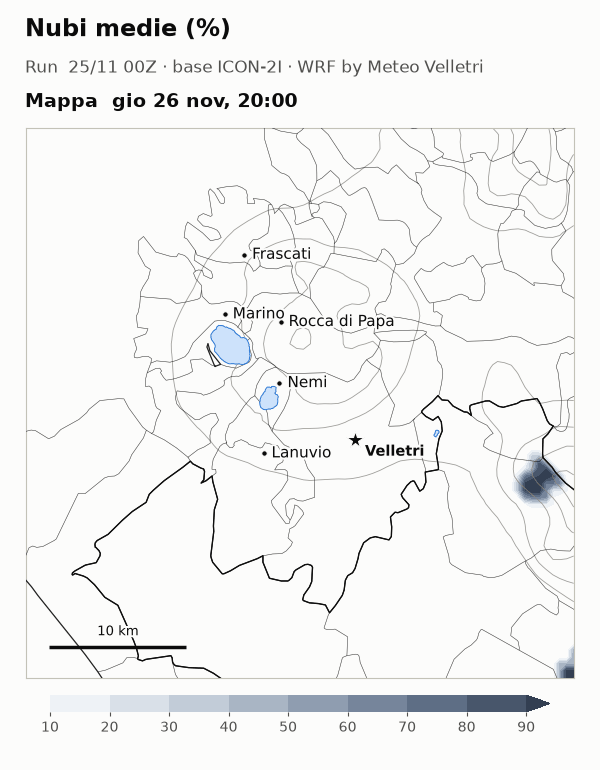 Nubi medie (%)
Run 25/11 00Z · base ICON-2I · WRF by Meteo Velletri
Mappa gio 26 nov, 20:00
Frascati
Marino
Rocca di Papa
Nemi
Velletri
Lanuvio
10 km
10 20 30 40 50 60 70 80 90